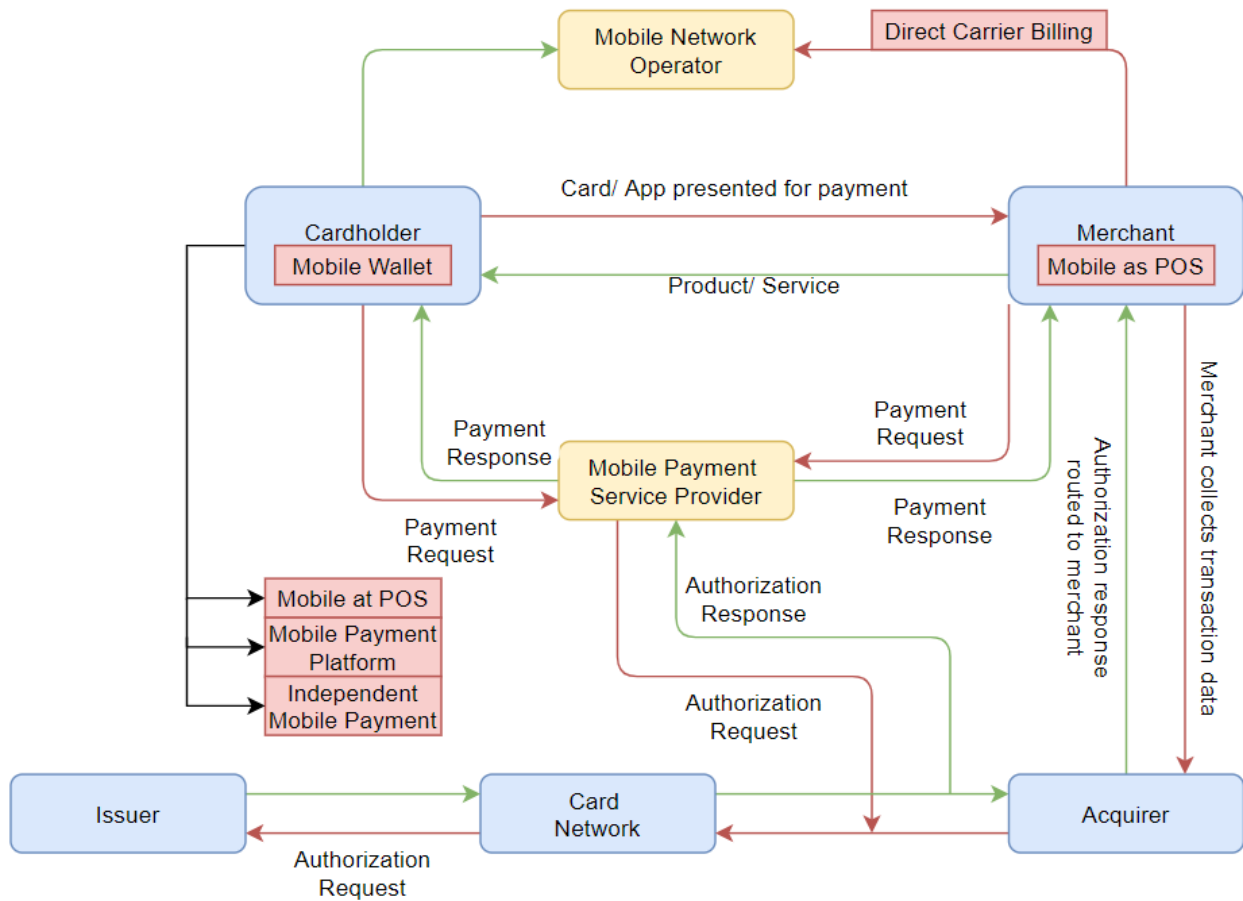 Mobile Network
Operator
Direct Carrier Billing
Card/ App presented for payment
Cardholder
Mobile Wallet
Merchant
Mobile as POS
Product/ Service
Payment
Response
Payment
Request
Mobile Payment
Service Provider
Payment
Request
Payment
Response
Authorization response
routed to merchant
Merchant collects transaction data
Mobile at POS
Mobile Payment
Platform
Independent
Mobile Payment
Authorization
Response
Authorization
Request
Issuer
Card
Network
Acquirer
Authorization
Request